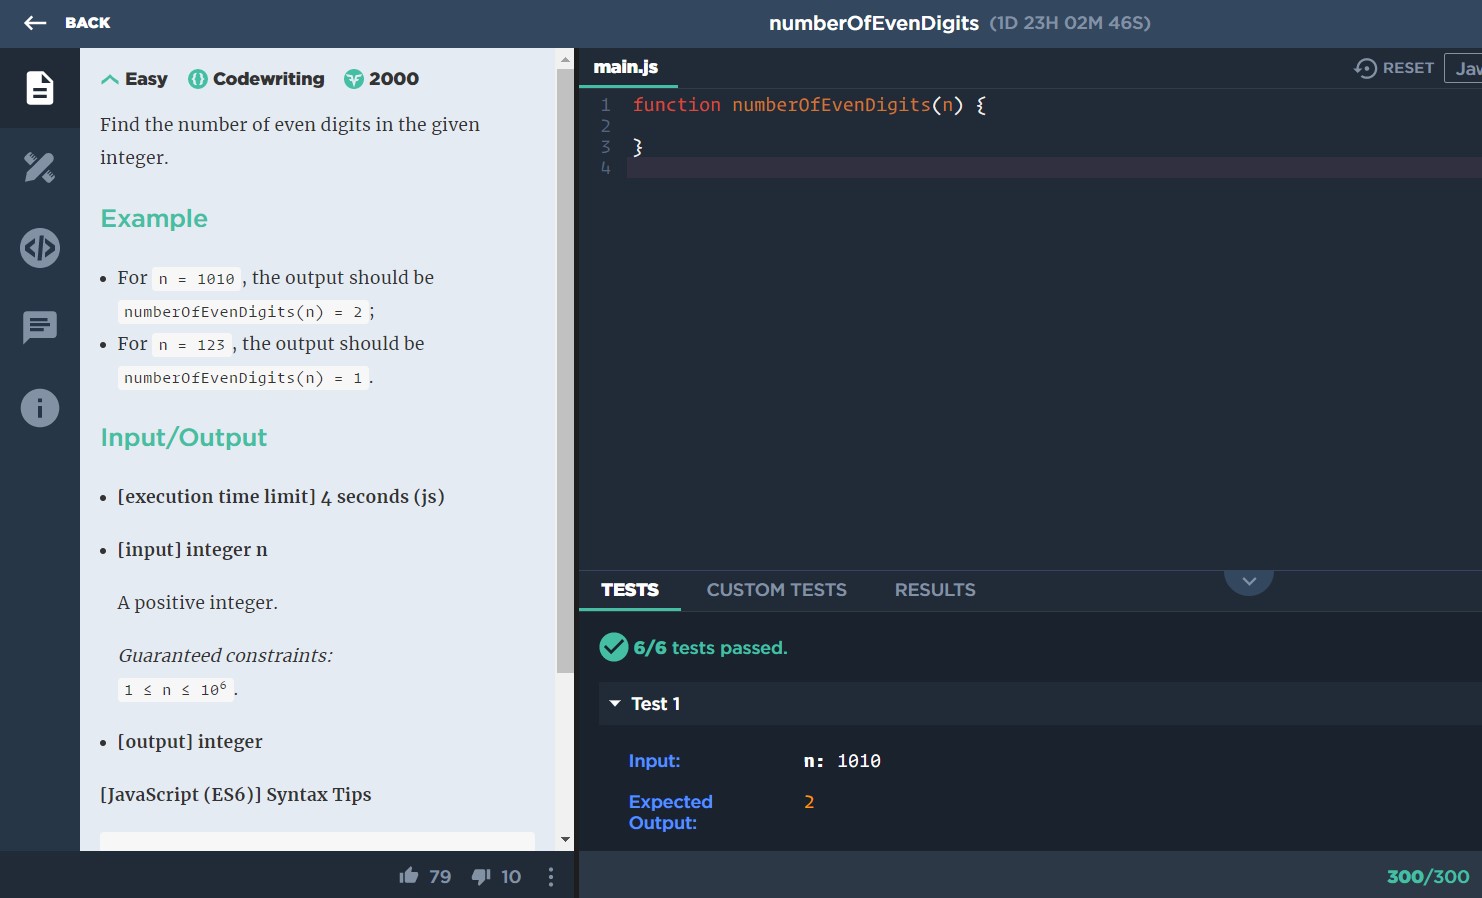 BACK
numberOfEvenDigits (1D 23H 02M 46S)
Easy Codewriting 2000
Find the number of even digits in the given
integer.
Example
• For n = 1010, the output should be
numberOfEvenDigits(n) = 2;
• For n = 123, the output should be
numberOfEvenDigits(n) = 1.
Input/Output
• [execution time limit] 4 seconds (js)
• [input] integer n
A positive integer.
Guaranteed constraints:
1 ≤ n ≤ 10⁶.
• [output] integer
[JavaScript (ES6)] Syntax Tips
79 10
main.js
RESET Jav
1 function numberOfEvenDigits(n) {
2
3 }
4
TESTS CUSTOM TESTS RESULTS
6/6 tests passed.
Test 1
Input: n: 1010
Expected 2
Output:
300/300